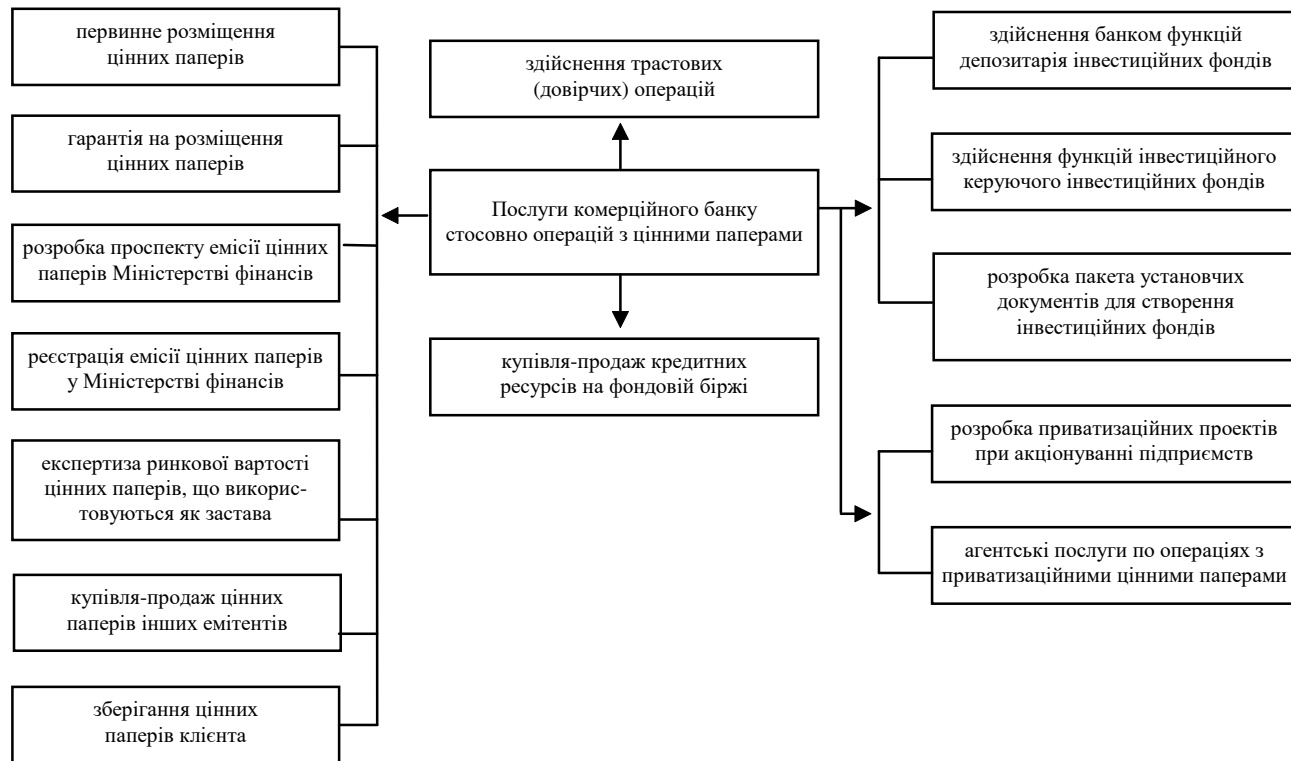 первинне розміщення
цінних паперів
гарантія на розміщення
цінних паперів
розробка проспекту емісії цінних
паперів Міністерстві фінансів
реєстрація емісії цінних паперів
у Міністерстві фінансів
експертиза ринкової вартості
цінних паперів, що викорис-
товуються як застава
купівля-продаж цінних
паперів інших емітентів
зберігання цінних
паперів клієнта
здійснення трастових
(довірчих) операцій
Послуги комерційного банку
стосовно операцій з цінними паперами
купівля-продаж кредитних
ресурсів на фондовій біржі
здійснення банком функцій
депозитарія інвестиційних фондів
здійснення функцій інвестиційного
керуючого інвестиційних фондів
розробка пакета установчих
документів для створення
інвестиційних фондів
розробка приватизаційних проектів
при акціонуванні підприємств
агентські послуги по операціях з
приватизаційними цінними паперами